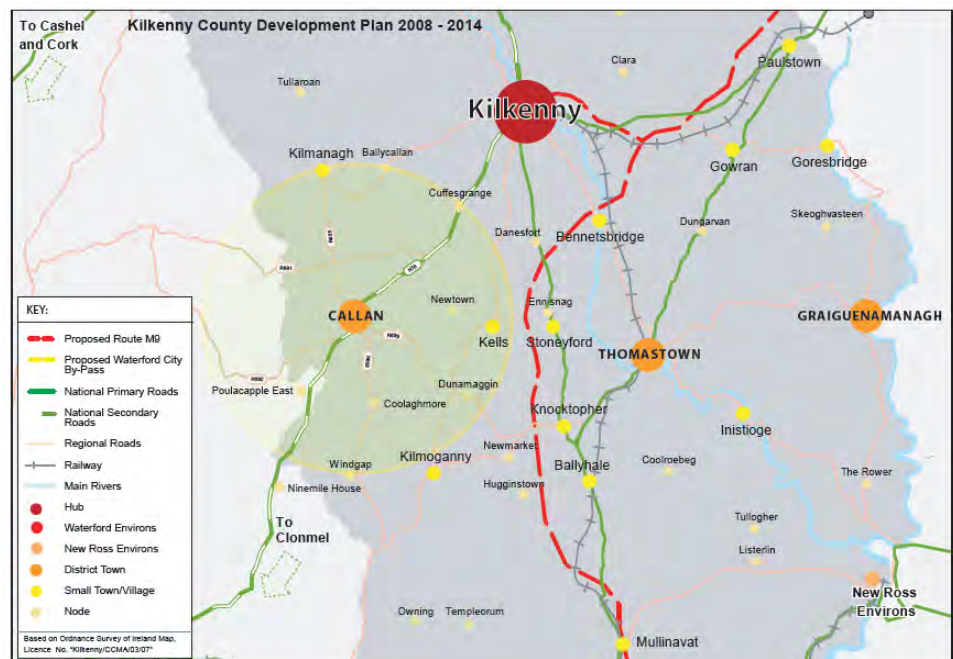 Kilkenny County Development Plan 2008 - 2014
To Cashel
and Cork
Clara
Paulstown
Tullaroan
Kilkenny
Kilmanagh
Ballycallan
Gowran
Goresbridge
Cuffesgrange
Skeoghvasteen
Danesfort
Bennetsbridge
Dungarvan
R691
N76
Newtown
Ennisnag
CALLAN
Kells
Stoneyford
GRAIGUENAMANAGH
THOMASTOWN
R699
R692
Poulacapple East
Dunamaggin
Coolaghmore
Knocktopher
Inistioge
Newmarket
Windgap
Kilmoganny
Ballyhale
Coolroebeg
The Rower
Ninemile House
Hugginstown
To
Clonmel
Tullogher
Listerlin
New Ross
Environs
Owning
Templeorum
Mullinavat
KEY:
Proposed Route M9
Proposed Waterford City
By-Pass
National Primary Roads
National Secondary
Roads
Regional Roads
Railway
Main Rivers
Hub
Waterford Environs
New Ross Environs
District Town
Small Town/Village
Node
Based on Ordnance Survey of Ireland Map,
Licence No. "Kilkenny/CCMA/03/07"